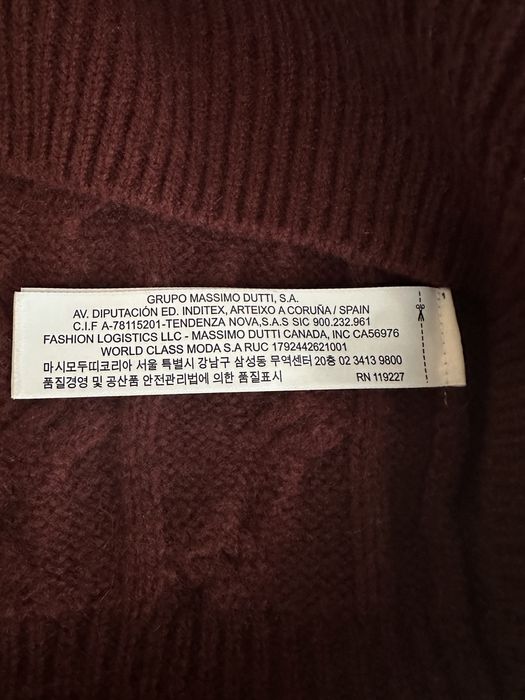 GRUPO MASSIMO DUTTI, S.A.
AV. DIPUTACIÓN ED. INDITEX, ARTEIXO A CORUÑA / SPAIN
C.I.F A-78115201-TENDENZA NOVA,S.A.S SIC 900.232.961
FASHION LOGISTICS LLC - MASSIMO DUTTI CANADA, INC CA56976
WORLD CLASS MODA S.A RUC 1792442621001
마시모두띠코리아 서울 특별시 강남구 삼성동 무역센터 20층 02 3413 9800
품질경영 및 공산품 안전관리법에 의한 품질표시 RN 119227